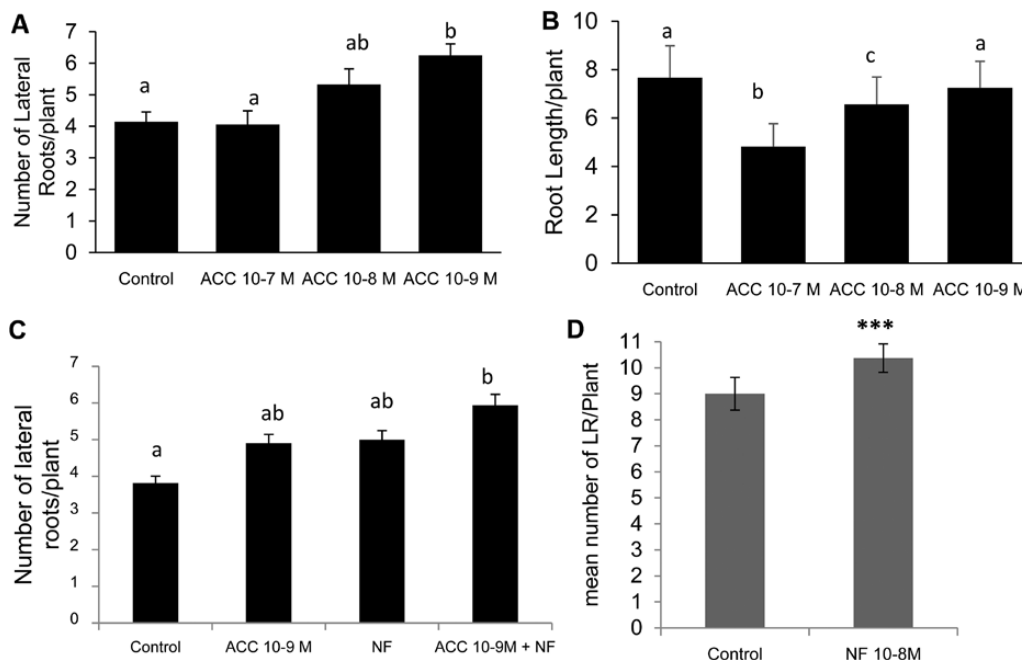 A
Number of Lateral
Roots/plant
7
6
5
4
3
2
1
0
a
a
ab
b
Control
ACC 10-7 M
ACC 10-8 M
ACC 10-9 M
B
Root Length/plant
10
8
6
4
2
0
a
b
c
a
Control
ACC 10-7 M
ACC 10-8 M
ACC 10-9 M
C
Number of lateral
roots/plant
7
6
5
4
3
2
1
0
a
ab
ab
b
Control
ACC 10-9 M
NF
ACC 10-9M + NF
D
mean number of LR/Plant
11
10
9
8
7
6
5
4
3
2
1
0
***
Control
NF 10-8M